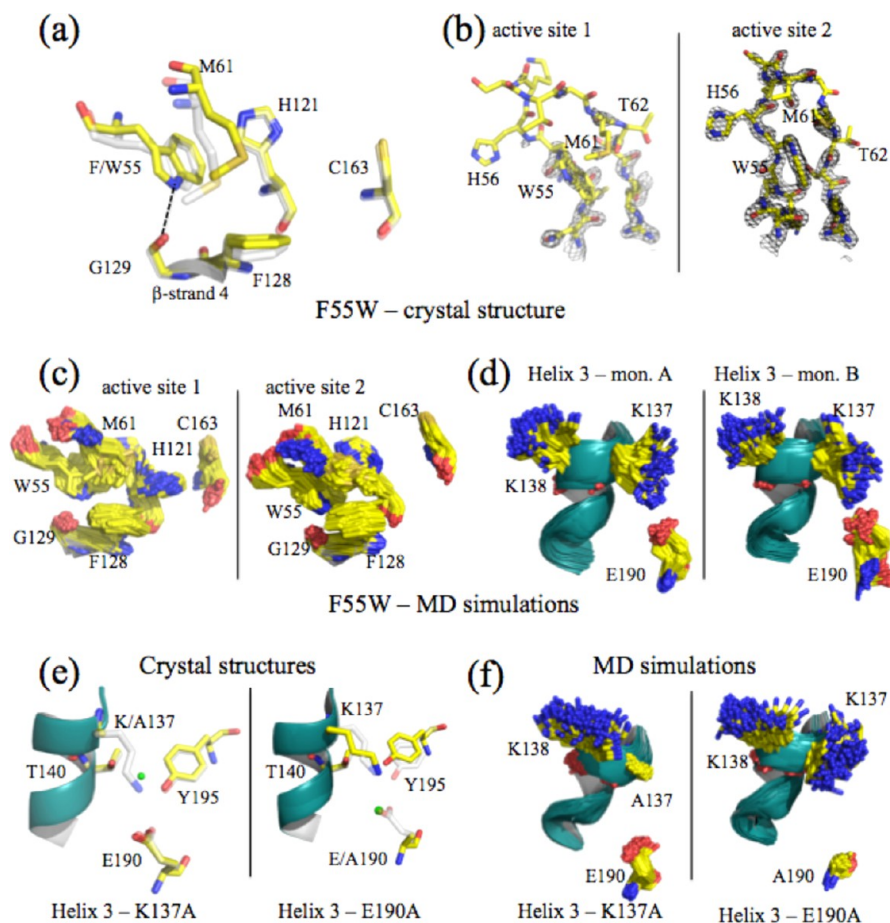 (a)
M61
H121
F/W55
C163
G129
F128
β-strand 4
(b)
active site 1
active site 2
H56
T62
M61
W55
H56
M61
T62
W55
F55W – crystal structure
(c)
active site 1
active site 2
M61
C163
H121
W55
G129
F128
M61
H121
C163
W55
G129
F128
(d)
Helix 3 – mon. A
Helix 3 – mon. B
K137
K138
E190
K138
K137
E190
F55W – MD simulations
(e)
Crystal structures
K/A137
T140
Y195
E190
K137
T140
Y195
E/A190
Helix 3 – K137A
Helix 3 – E190A
(f)
MD simulations
K138
A137
E190
K137
K138
A190
Helix 3 – K137A
Helix 3 – E190A